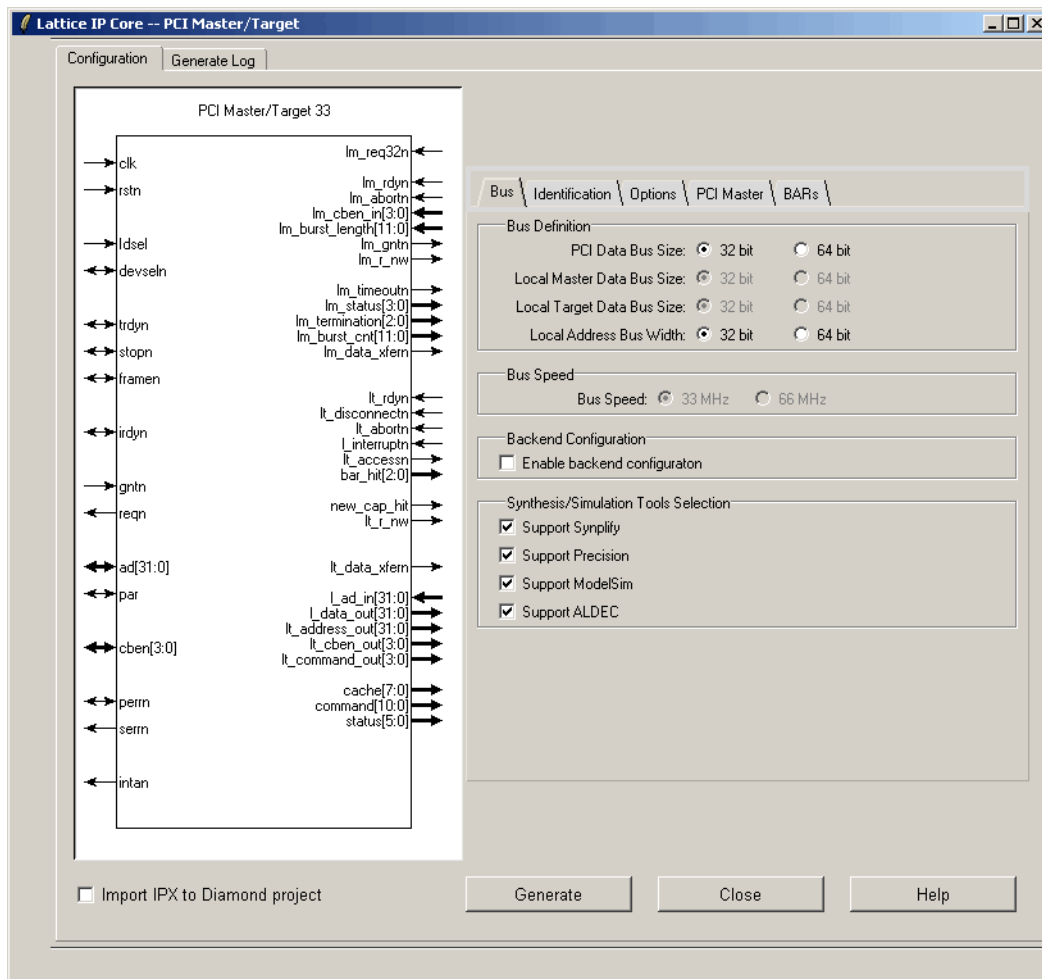 Lattice IP Core -- PCI Master/Target
Configuration
Generate Log
PCI Master/Target 33
clk
rstn
ldsel
devseln
trdyn
stopn
framen
irdyn
gntn
reqn
ad[31:0]
par
cben[3:0]
perrn
serrn
intan
lm_req32n
lm_rdyn
lm_abortn
lm_cben_in[3:0]
lm_burst_length[11:0]
lm_gntn
lm_r_nw
lm_timeoutn
lm_status[3:0]
lm_termination[2:0]
lm_burst_cnt[11:0]
lm_data_xfern
lt_rdyn
lt_disconnectn
lt_abortn
l_interruptn
lt_accessn
bar_hit[2:0]
new_cap_hit
lt_r_nw
lt_data_xfern
l_ad_in[31:0]
l_data_out[31:0]
lt_address_out[31:0]
lt_cben_out[3:0]
lt_command_out[3:0]
cache[7:0]
command[10:0]
status[5:0]
Bus Identification Options PCI Master BARs
Bus Definition
PCI Data Bus Size: 32 bit 64 bit
Local Master Data Bus Size: 32 bit 64 bit
Local Target Data Bus Size: 32 bit 64 bit
Local Address Bus Width: 32 bit 64 bit
Bus Speed
Bus Speed: 33 MHz 66 MHz
Backend Configuration
Enable backend configuraton
Synthesis/Simulation Tools Selection
Support Synplify
Support Precision
Support ModelSim
Support ALDEC
Import IPX to Diamond project
Generate
Close
Help